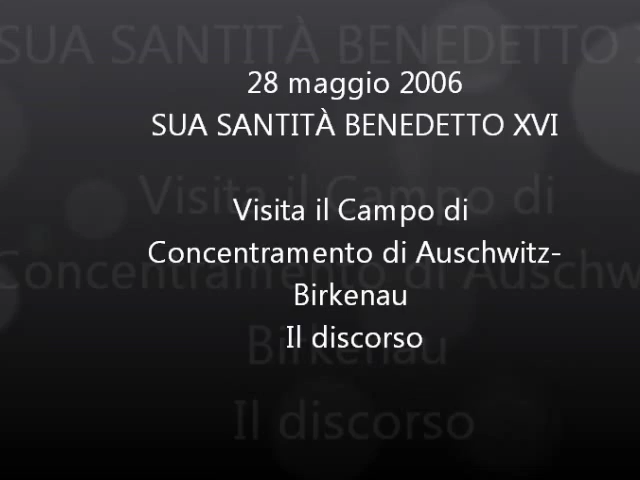 28 maggio 2006
SUA SANTITÀ BENEDETTO XVI
Visita il Campo di
Concentramento di Auschwitz-
Birkenau
Il discorso